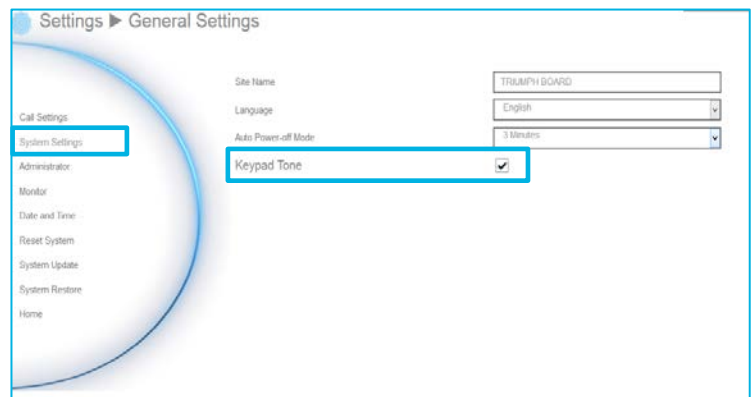 Settings ▶ General Settings
Site Name
TRIUMPH BOARD
Language
English
Auto Power-off Mode
3 Minutes
Keypad Tone
Call Settings
System Settings
Administrator
Monitor
Date and Time
Reset System
System Update
System Restore
Home